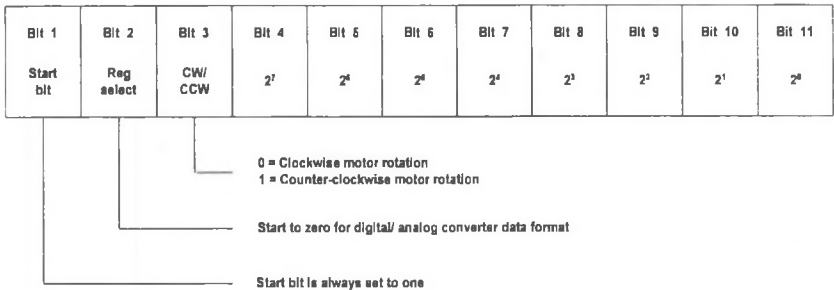 Bit 1 Bit 2 Bit 3 Bit 4 Bit 5 Bit 6 Bit 7 Bit 8 Bit 9 Bit 10 Bit 11
Start Reg CW/
bit select CCW 2⁷ 2⁶ 2⁵ 2⁴ 2³ 2² 2¹ 2⁰
0 = Clockwise motor rotation
1 = Counter-clockwise motor rotation
Start to zero for digital/ analog converter data format
Start bit is always set to one